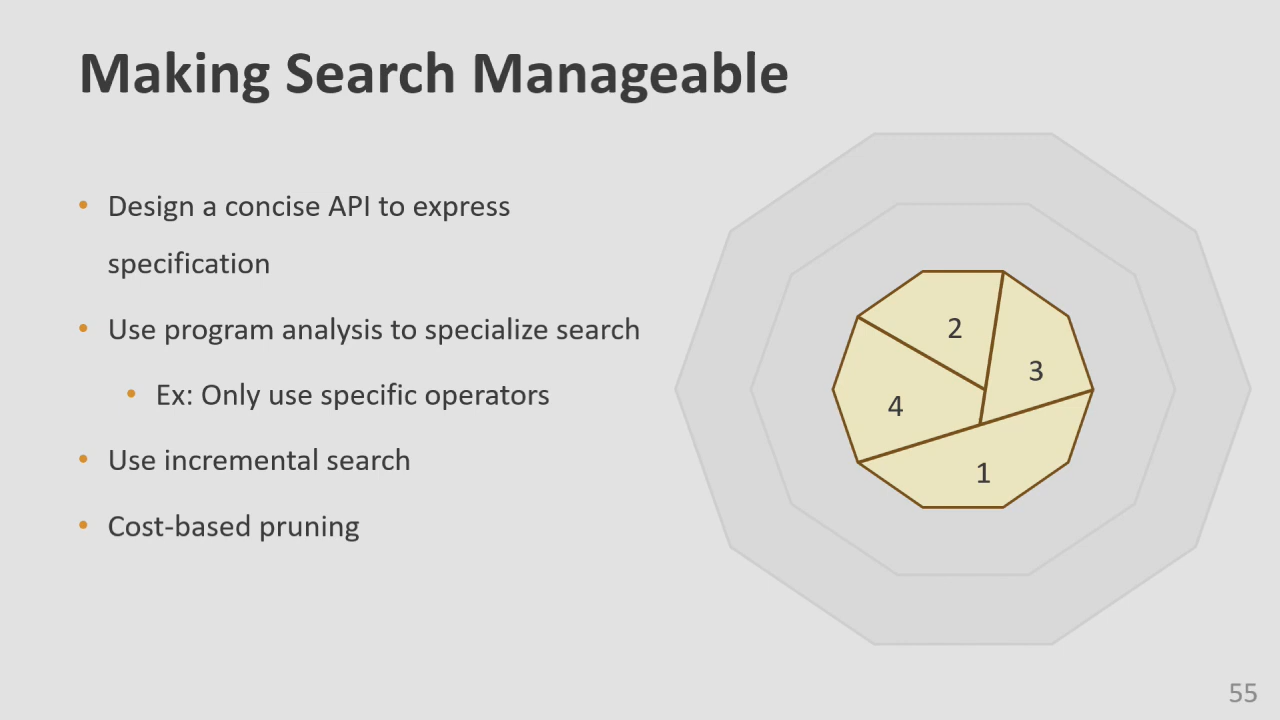 Making Search Manageable
• Design a concise API to express
specification
• Use program analysis to specialize search
• Ex: Only use specific operators
• Use incremental search
• Cost-based pruning
2
3
4
1
55